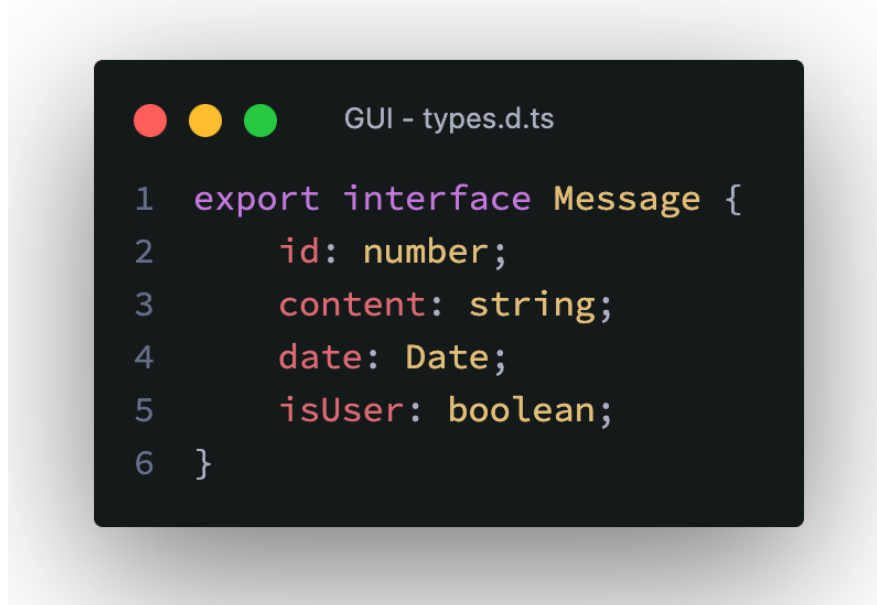 GUI - types.d.ts
1 export interface Message {
2     id: number;
3     content: string;
4     date: Date;
5     isUser: boolean;
6 }